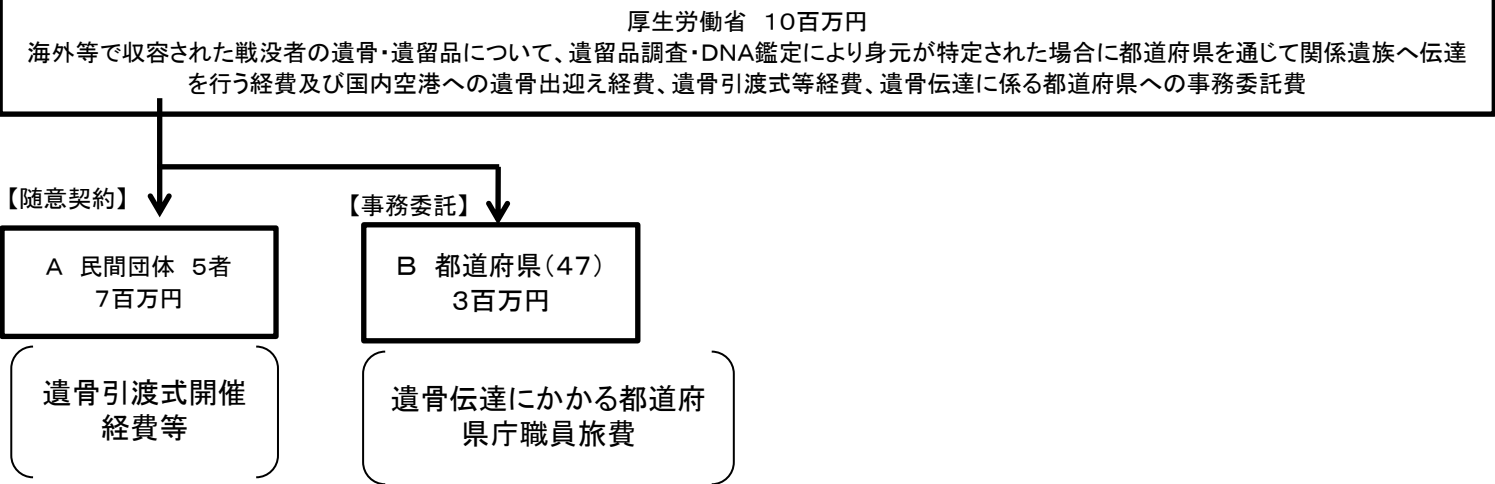 厚生労働省　10百万円
海外等で収容された戦没者の遺骨・遺留品について、遺留品調査・DNA鑑定により身元が特定された場合に都道府県を通じて関係遺族へ伝達
を行う経費及び国内空港への遺骨出迎え経費、遺骨引渡式等経費、遺骨伝達に係る都道府県への事務委託費
【随意契約】
【事務委託】
A　民間団体　5者
7百万円
B　都道府県(47)
3百万円
遺骨引渡式開催
経費等
遺骨伝達にかかる都道府
県庁職員旅費